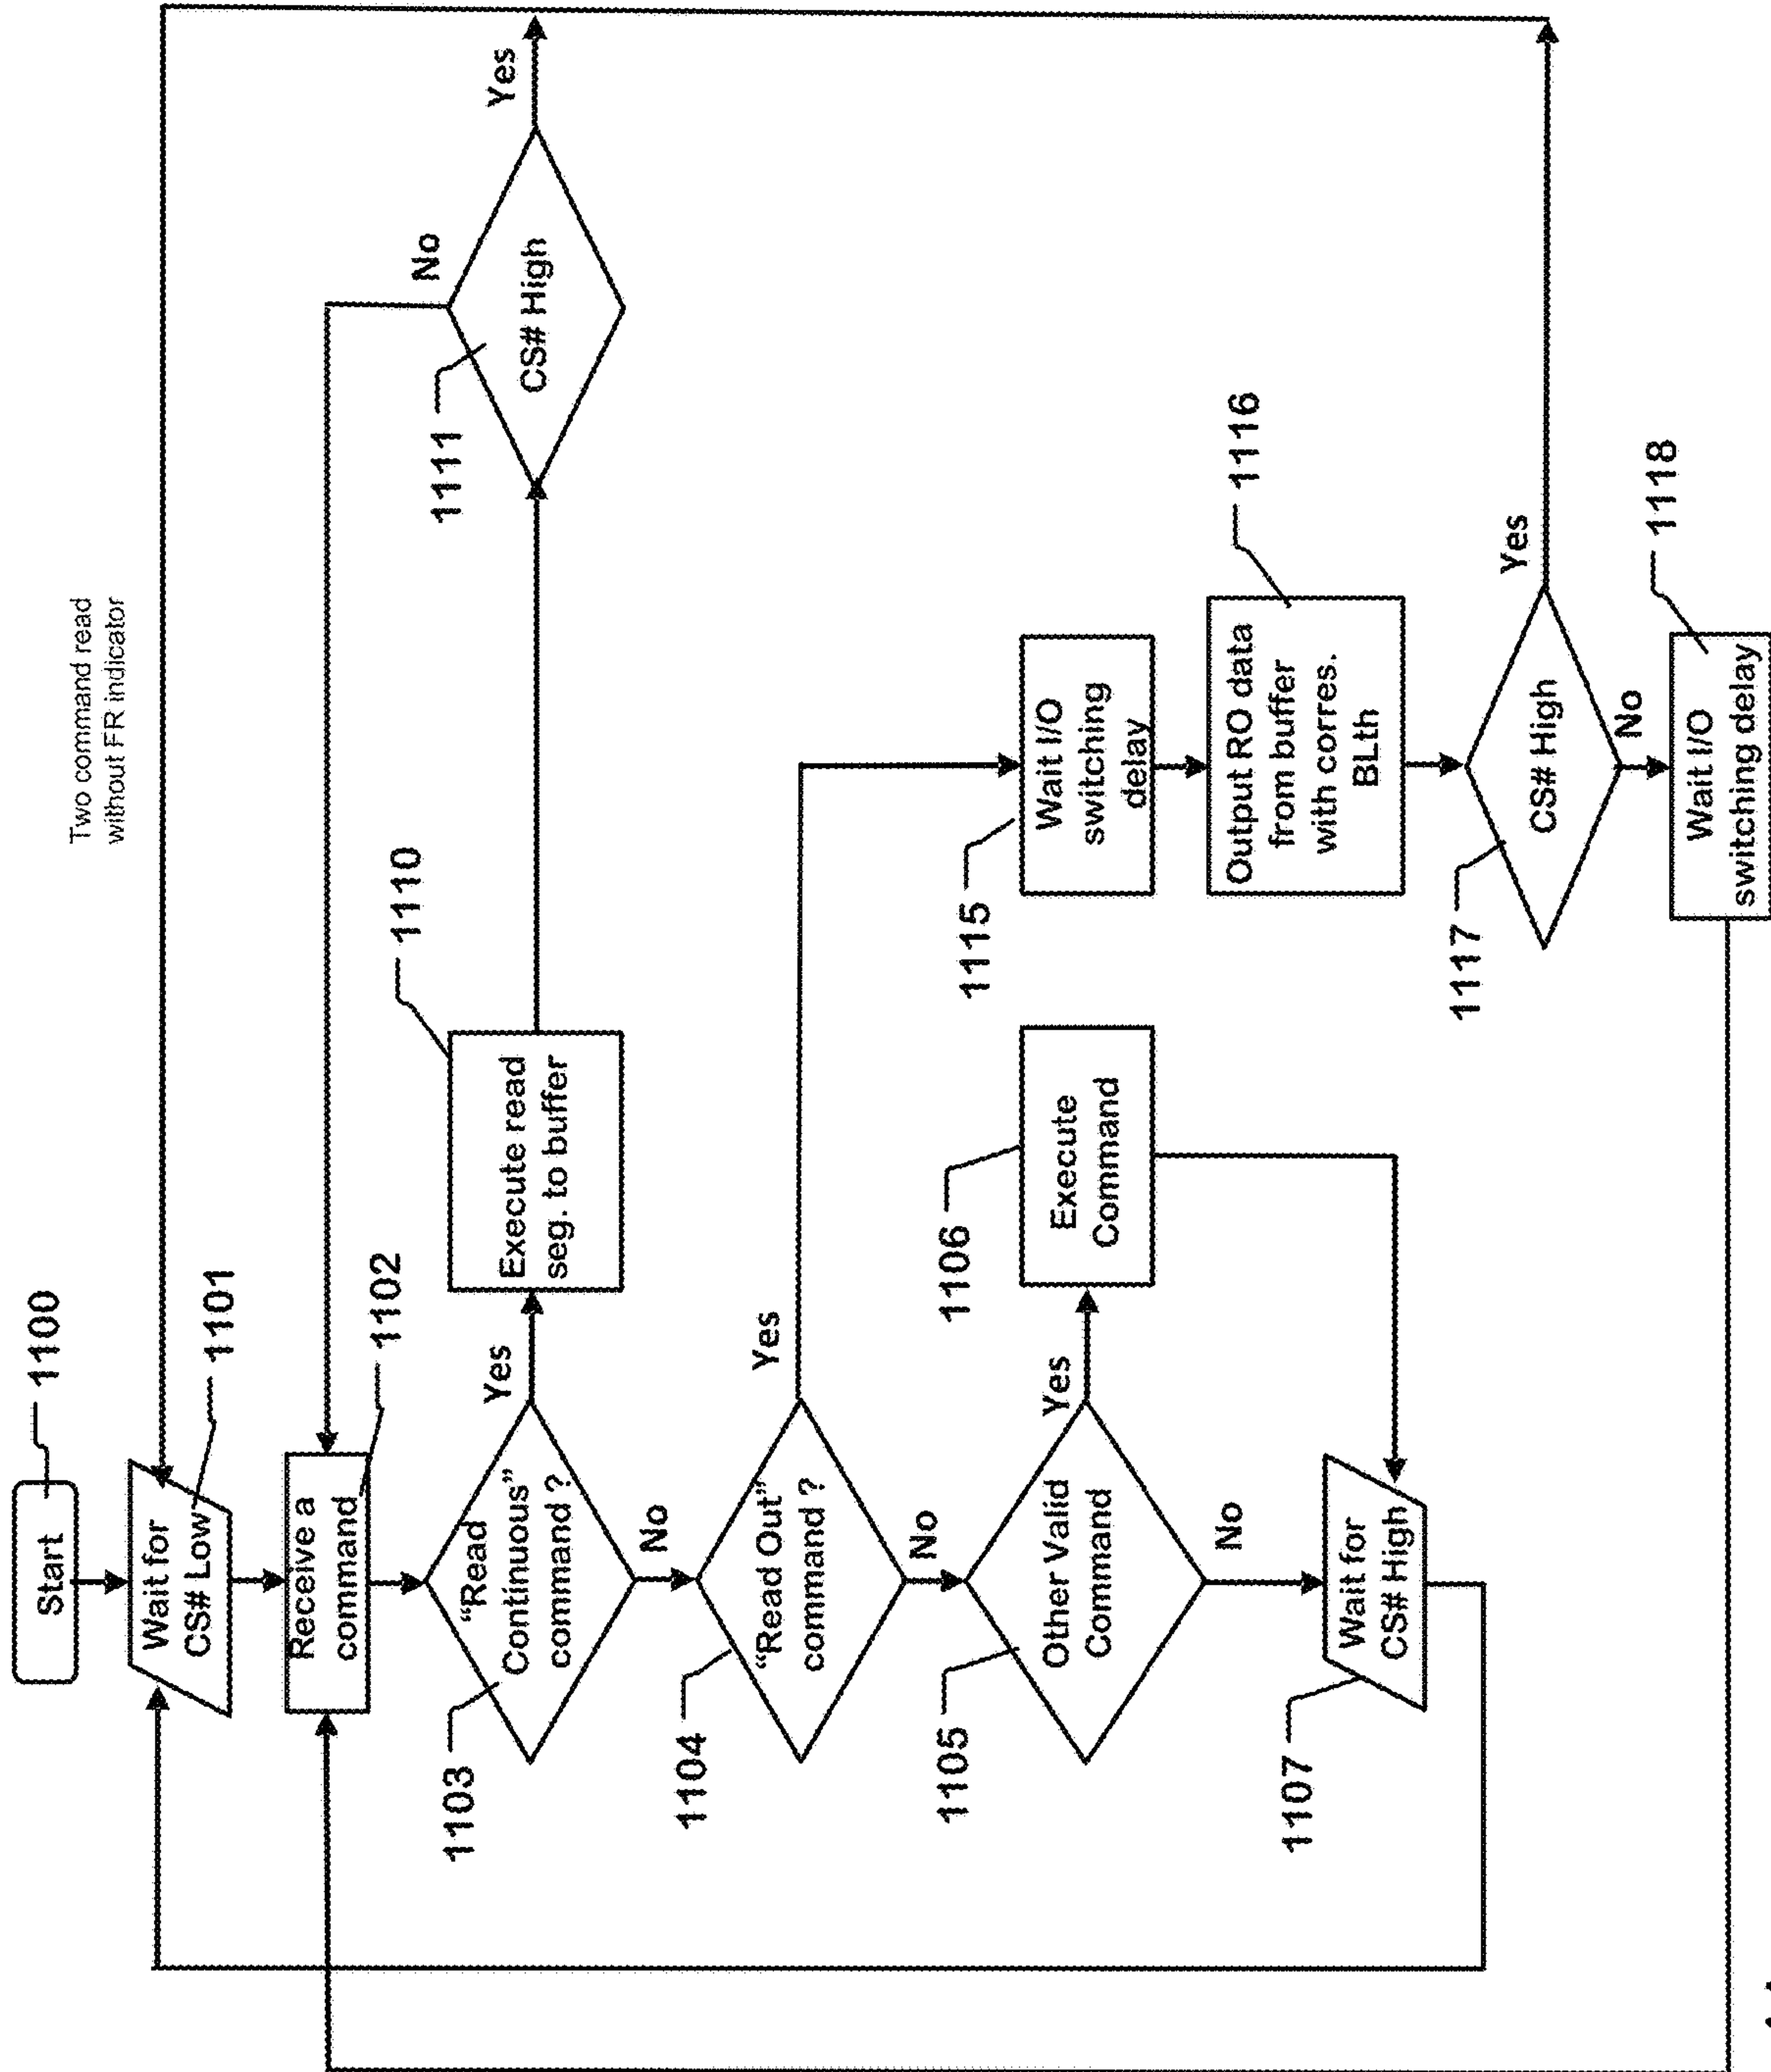 Two command read
without FR indicator
Start
1100
Wait for
CS# Low
1101
Receive a
command
1102
"Read
Continuous"
command ?
1103
Yes
No
Execute read
seg. to buffer
1110
CS# High
1111
No
Yes
"Read Out"
command ?
1104
Yes
No
Other Valid
Command
1105
Yes
No
Execute
Command
1106
Wait for
CS# High
1107
Wait I/O
switching
delay
1115
Output RO data
from buffer
with corres.
BLth
1116
CS# High
1117
Yes
No
Wait I/O
switching delay
1118